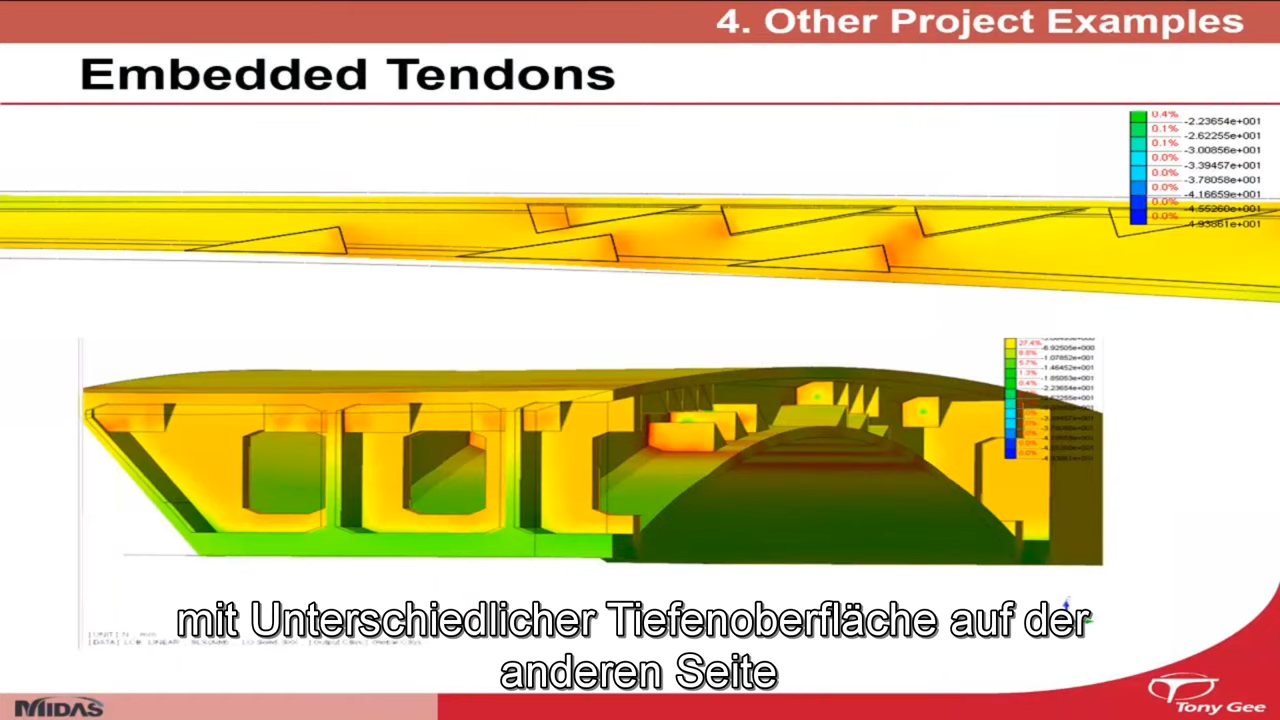 4. Other Project Examples
Embedded Tendons
0.4%
-2.23654e+001
0.1%
-2.62255e+001
0.1%
-3.00856e+001
0.0%
-3.39457e+001
0.0%
-3.78058e+001
0.0%
-4.16659e+001
0.0%
-4.55260e+001
0.0%
-4.93861e+001
27.4%
-6.92505e+000
8.8%
-1.07852e+001
5.7%
-1.46452e+001
1.3%
-1.85053e+001
0.4%
-2.23654e+001
mit Unterschiedlicher Tiefenoberfläche auf der
anderen Seite
MIDAS
Tony Gee